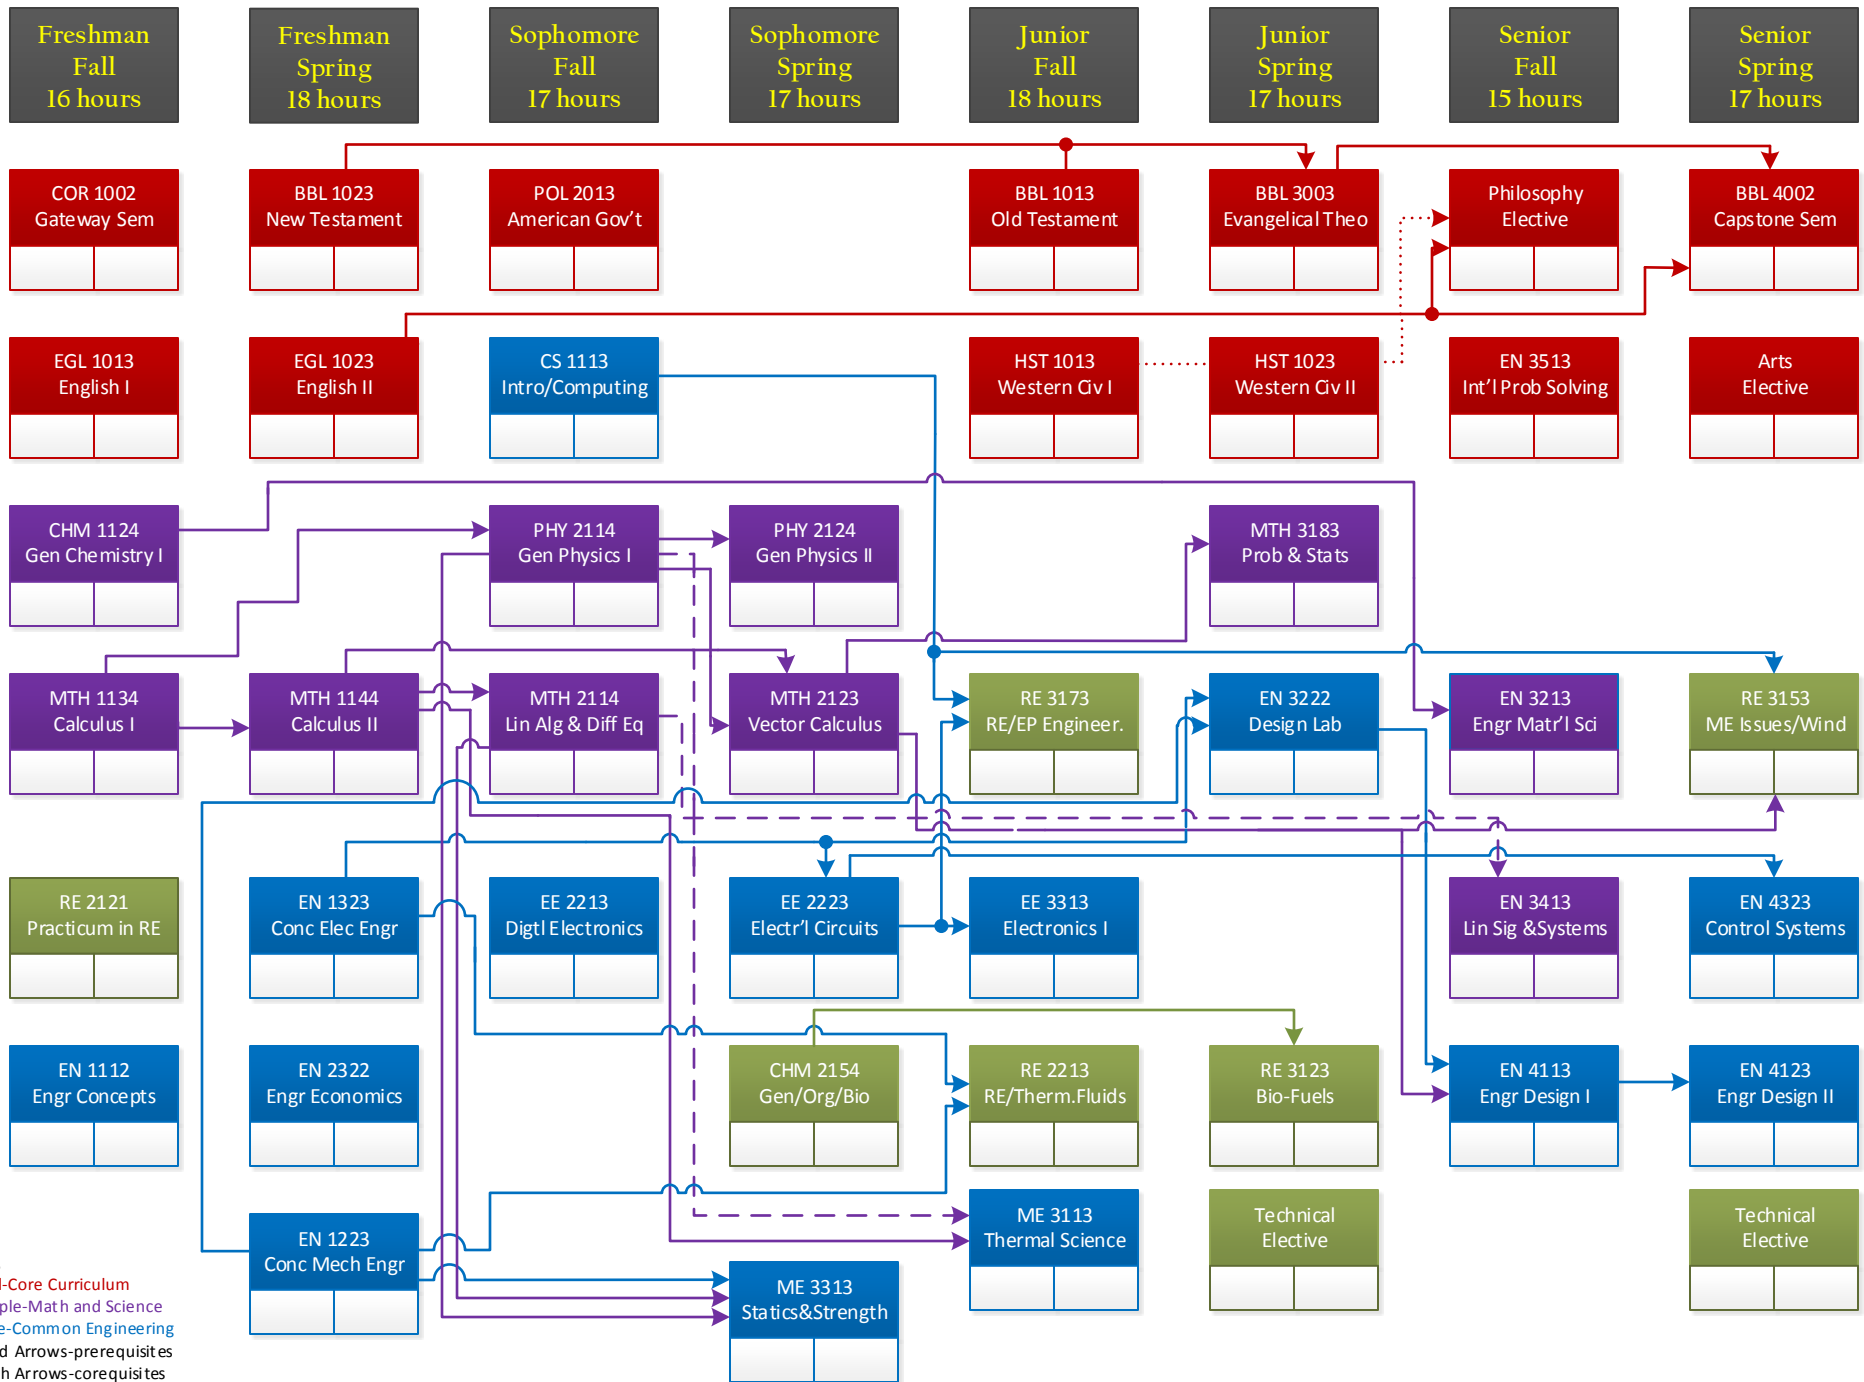 Freshman
Fall
16 hours
Freshman
Spring
18 hours
Sophomore
Fall
17 hours
Sophomore
Spring
17 hours
Junior
Fall
18 hours
Junior
Spring
17 hours
Senior
Fall
15 hours
Senior
Spring
17 hours
COR 1002
Gateway Sem
BBL 1023
New Testament
POL 2013
American Gov't
BBL 1013
Old Testament
BBL 3003
Evangelical Theo
Philosophy
Elective
BBL 4002
Capstone Sem
EGL 1013
English I
EGL 1023
English II
CS 1113
Intro/Computing
HST 1013
Western Civ I
HST 1023
Western Civ II
EN 3513
Int'l Prob Solving
Arts
Elective
CHM 1124
Gen Chemistry I
PHY 2114
Gen Physics I
PHY 2124
Gen Physics II
MTH 3183
Prob & Stats
MTH 1134
Calculus I
MTH 1144
Calculus II
MTH 2114
Lin Alg & Diff Eq
MTH 2123
Vector Calculus
RE 3173
RE/EP Engineer.
EN 3222
Design Lab
EN 3213
Engr Matr'l Sci
RE 3153
ME Issues/Wind
RE 2121
Practicum in RE
EN 1323
Conc Elec Engr
EE 2213
Digtl Electronics
EE 2223
Electr'l Circuits
EE 3313
Electronics I
EN 3413
Lin Sig &Systems
EN 4323
Control Systems
EN 1112
Engr Concepts
EN 2322
Engr Economics
CHM 2154
Gen/Org/Bio
RE 2213
RE/Therm.Fluids
RE 3123
Bio-Fuels
EN 4113
Engr Design I
EN 4123
Engr Design II
EN 1223
Conc Mech Engr
ME 3313
Statics&Strength
ME 3113
Thermal Science
Technical
Elective
Technical
Elective
d-Core Curriculum
ple-Math and Science
e-Common Engineering
d Arrows-prerequisites
h Arrows-corequisites